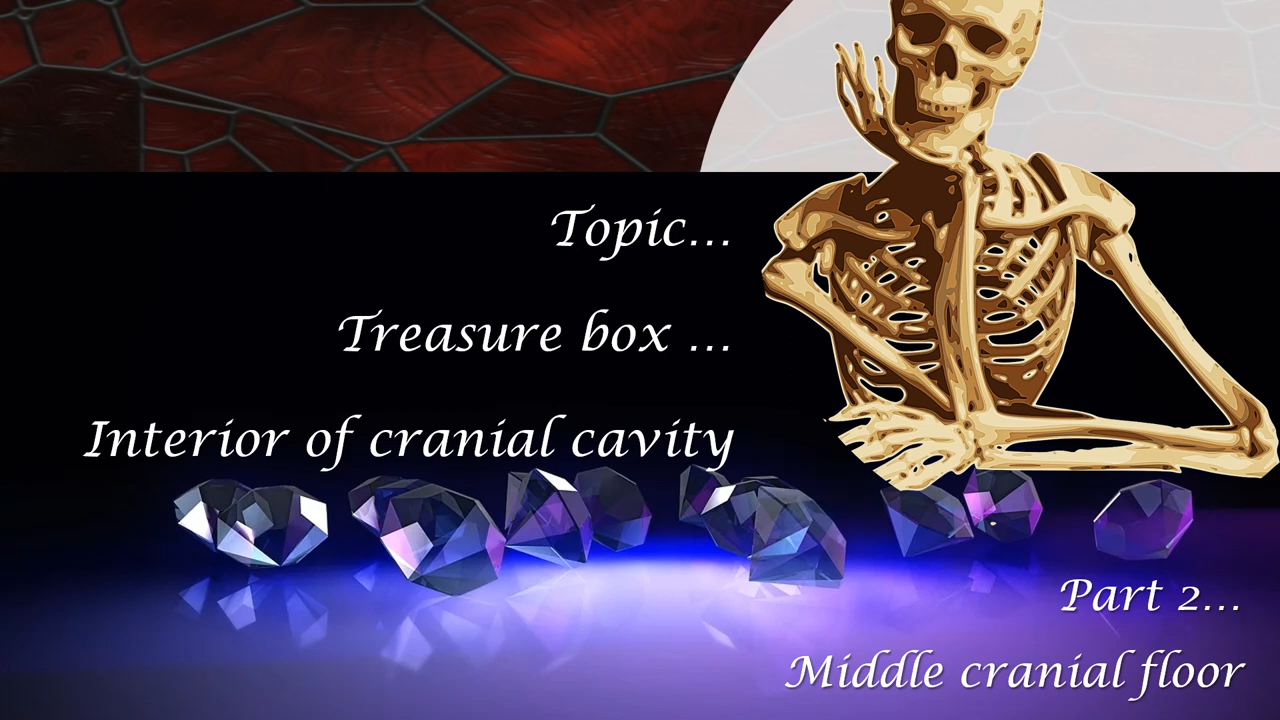 Topic...
Treasure box ...
Interior of cranial cavity
Part 2...
Middle cranial floor